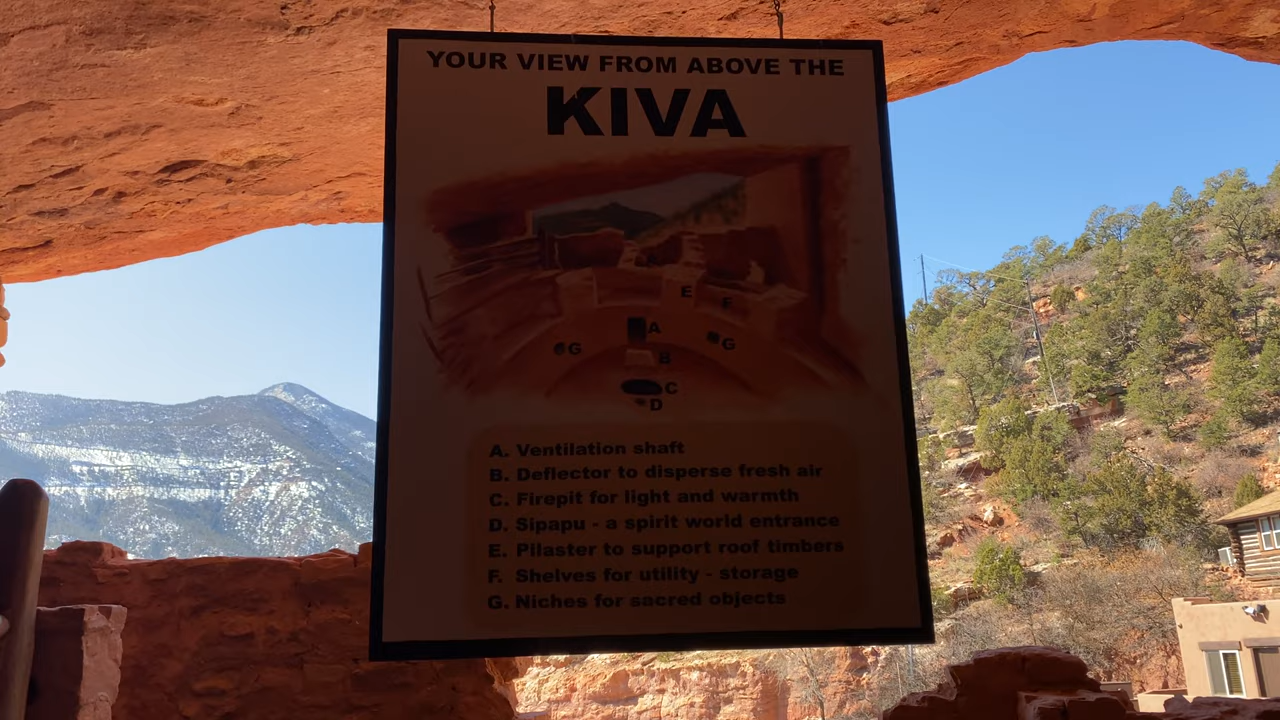 YOUR VIEW FROM ABOVE THE
KIVA
E
F
A
G
G
B
C
D
A. Ventilation shaft
B. Deflector to disperse fresh air
C. Firepit for light and warmth
D. Sipapu - a spirit world entrance
E. Pilaster to support roof timbers
F. Shelves for utility - storage
G. Niches for sacred objects